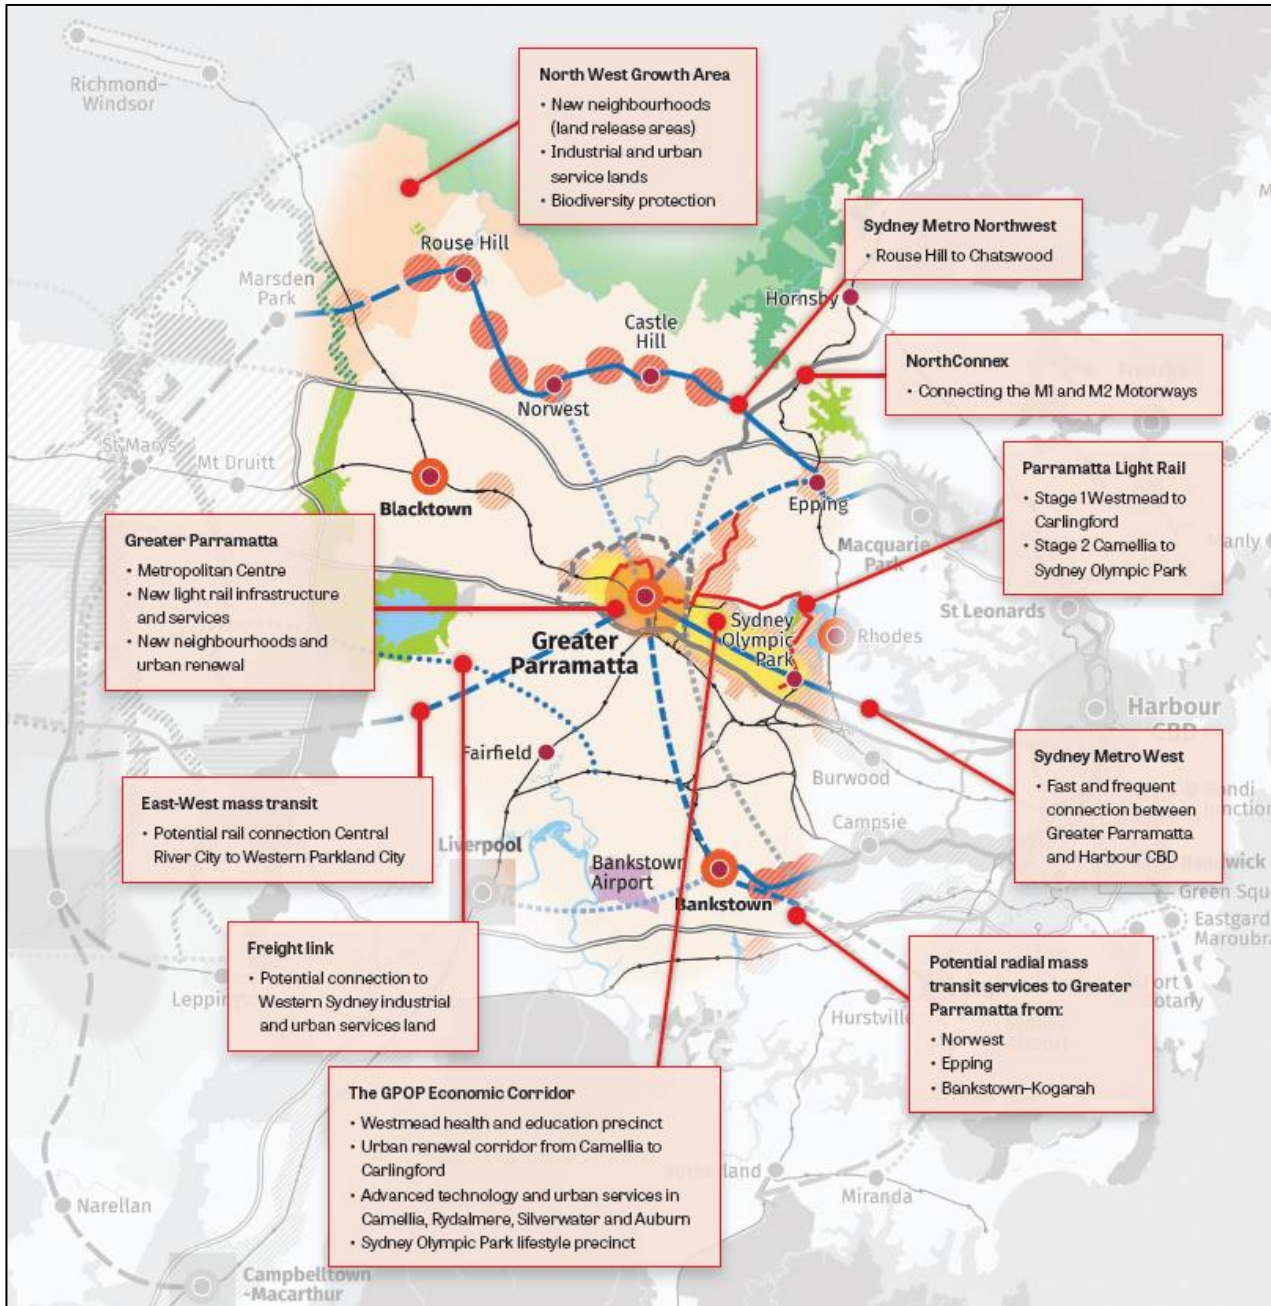 Richmond–
Windsor
North West Growth Area
• New neighbourhoods
(land release areas)
• Industrial and urban
service lands
• Biodiversity protection
Sydney Metro Northwest
• Rouse Hill to Chatswood
Rouse Hill
Marsden
Park
Hornsby
Castle
Hill
NorthConnex
• Connecting the M1 and M2 Motorways
Norwest
St Marys
Mt Druitt
Blacktown
Epping
Parramatta Light Rail
• Stage 1 Westmead to
Carlingford
• Stage 2 Camellia to
Sydney Olympic Park
Macquarie
Park
Manly
St Leonards
Greater Parramatta
• Metropolitan Centre
• New light rail infrastructure
and services
• New neighbourhoods and
urban renewal
Greater
Parramatta
Sydney
Olympic
Park
Rhodes
Harbour
CBD
Fairfield
Burwood
Sydney Metro West
• Fast and frequent
connection between
Greater Parramatta
and Harbour CBD
East-West mass transit
• Potential rail connection Central
River City to Western Parkland
City
Liverpool
Campsie
Bankstown
Airport
Bankstown
Green Squ
Eastgard
Maroubra
Freight link
• Potential connection to
Western Sydney industrial
and urban services land
Potential radial mass
transit services to Greater
Parramatta from:
• Norwest
• Epping
• Bankstown–Kogarah
Lepping
Hurstville
The GPOP Economic Corridor
• Westmead health and education precinct
• Urban renewal corridor from Camellia to
Carlingford
• Advanced technology and urban services in
Camellia, Rydalmere, Silverwater and Auburn
• Sydney Olympic Park lifestyle precinct
Miranda
Narellan
Campbelltown
-Macarthur